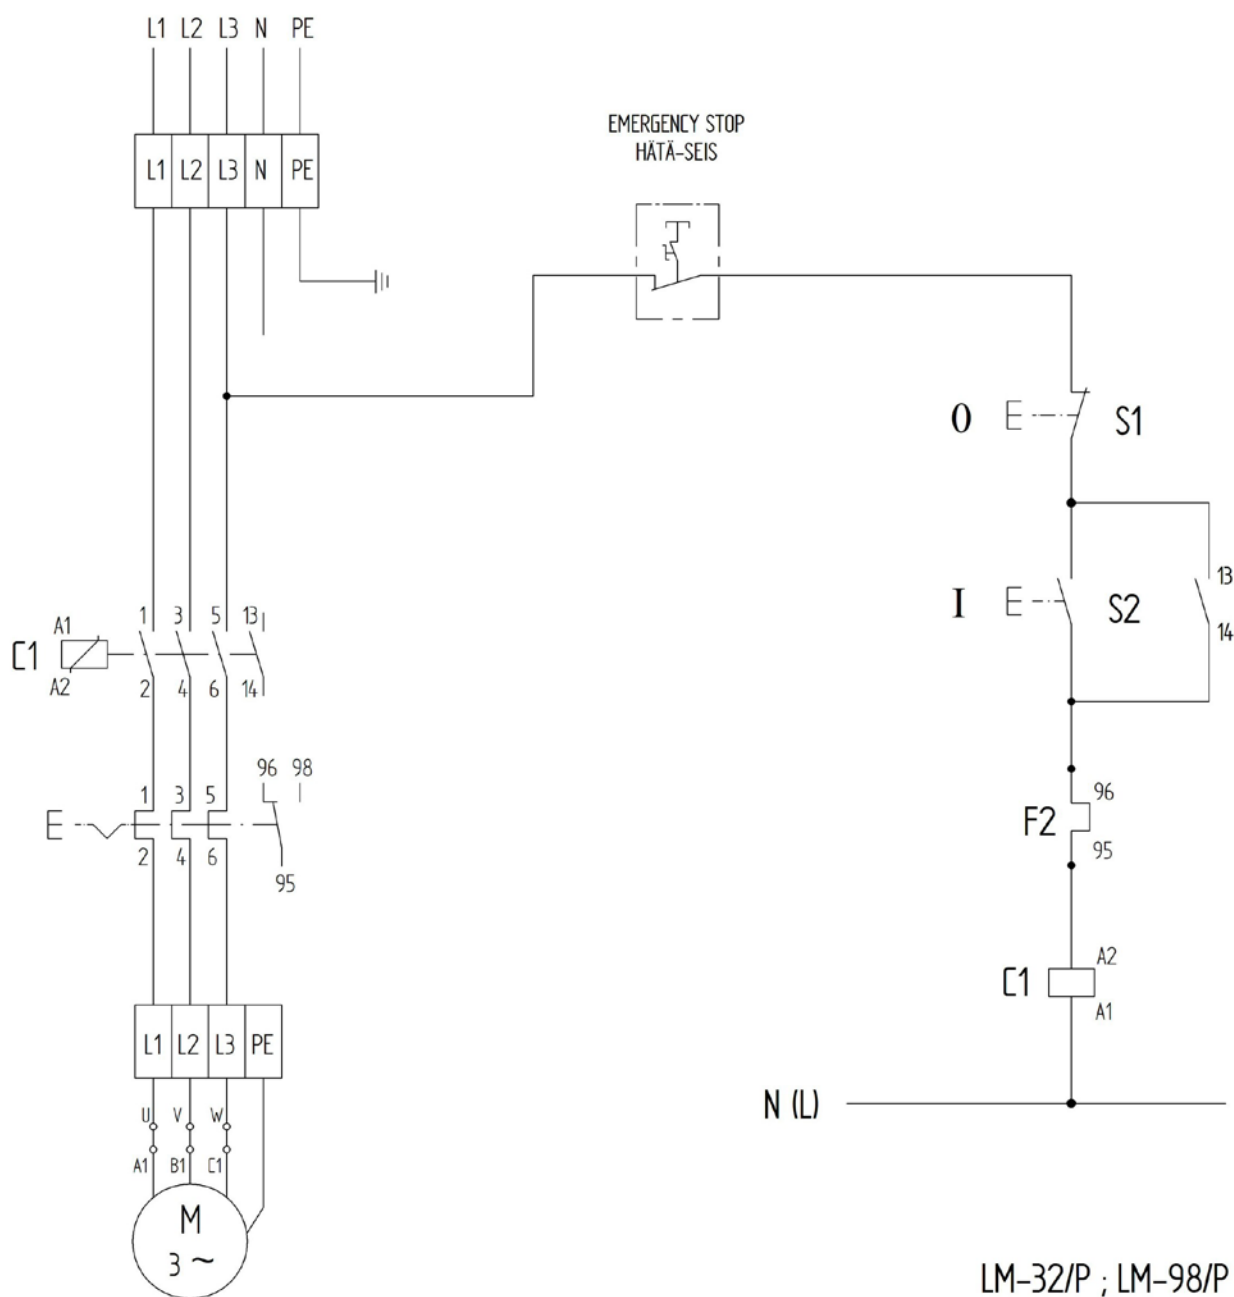 L1 L2 L3 N PE
L1 L2 L3 N PE
EMERGENCY STOP
HÄTÄ-SEIS
0 S1
I S2
13
14
A1
C1
A2
1 3 5 13
2 4 6 14
96 98
1 3 5
2 4 6
95
96
F2
95
A2
C1
A1
L1 L2 L3 PE
U V W
A1 B1 C1
M
3 ~
N (L)
LM-32/P ; LM-98/P